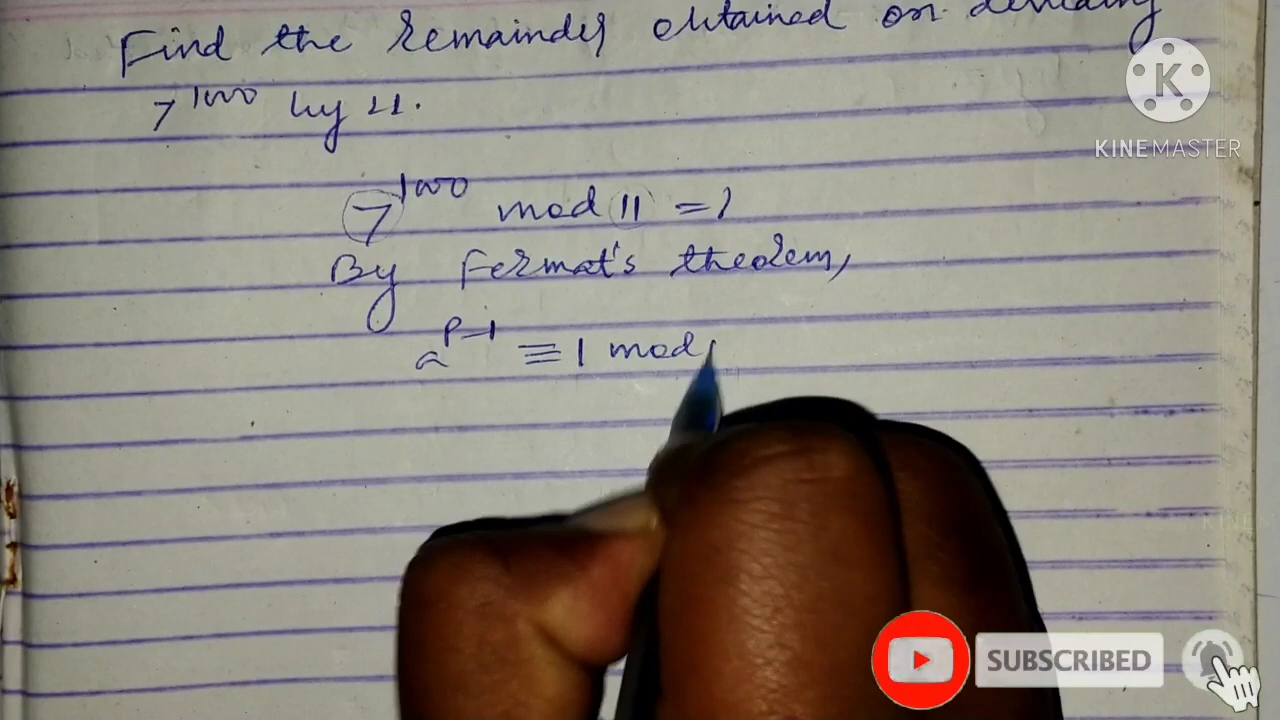 Find the remainder obtained on dividing
7^1000 by 11.
KINEMASTER
7^1000 mod 11 = ?
By Fermat's theorem,
a^p-1 ≡ 1 mod
SUBSCRIBED